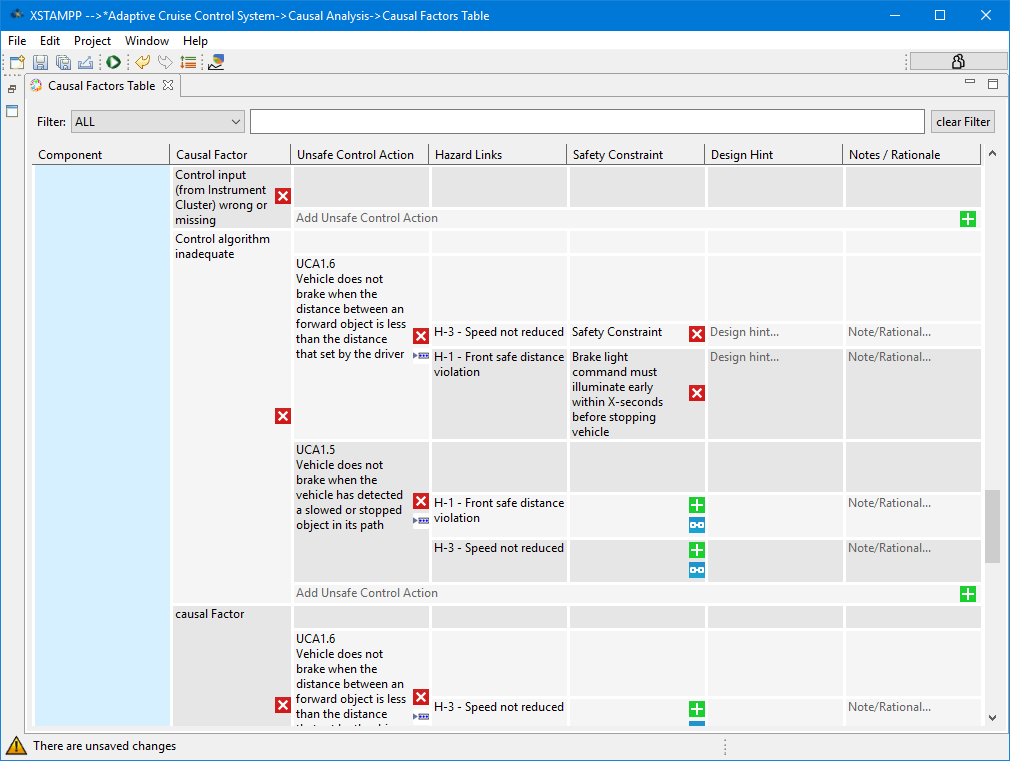 XSTAMPP -->*Adaptive Cruise Control System->Causal Analysis->Causal Factors Table
File Edit Project Window Help
Causal Factors Table
Filter: ALL clear Filter
Component Causal Factor Unsafe Control Action Hazard Links Safety Constraint Design Hint Notes / Rationale
Control input
(from Instrument
Cluster) wrong or
missing
Add Unsafe Control Action
Control algorithm
inadequate
UCA1.6
Vehicle does not
brake when the
distance between an
forward object is less
than the distance
that set by the driver
H-3 - Speed not reduced Safety Constraint Design hint... Note/Rational...
H-1 - Front safe distance
violation
Brake light
command must
illuminate early
within X-seconds
before stopping
vehicle
Design hint... Note/Rational...
UCA1.5
Vehicle does not
brake when the
vehicle has detected
a slowed or stopped
object in its path
H-1 - Front safe distance
violation
Note/Rational...
H-3 - Speed not reduced Note/Rational...
Add Unsafe Control Action
causal Factor
UCA1.6
Vehicle does not
brake when the
distance between an
forward object is less
than the distance
H-3 - Speed not reduced Note/Rational...
There are unsaved changes